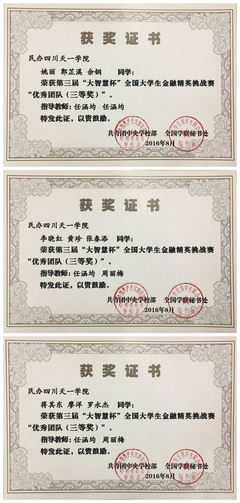 获奖证书
民办四川天一学院
姚丽 郭芷溪 余钢 同学:
荣获第三届“大智慧杯”全国大学生金融精英挑战赛
“优秀团队(三等奖)”。
指导教师:任涵均 任涵均
特发此证,以资鼓励。
共青团中央学校部 全国学联秘书处
2016年8月
获奖证书
民办四川天一学院
李晓红 黄珍 张春添 同学:
荣获第三届“大智慧杯”全国大学生金融精英挑战赛
“优秀团队(三等奖)”。
指导教师:任涵均 周丽梅
特发此证,以资鼓励。
共青团中央学校部 全国学联秘书处
2016年8月
获奖证书
民办四川天一学院
蒋其东 廖洋 罗永杰 同学:
荣获第三届“大智慧杯”全国大学生金融精英挑战赛
“优秀团队(三等奖)”。
指导教师:任涵均 周丽梅
特发此证,以资鼓励。
共青团中央学校部 全国学联秘书处
2016年8月